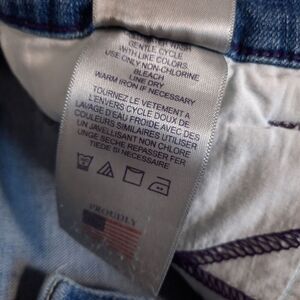 WASH
GENTLE CYCLE
WITH LIKE COLORS.
USE ONLY NON-CHLORINE
BLEACH
LINE DRY
WARM IRON IF NECESSARY
TOURNEZ LE VETEMENT A
L'ENVERS CYCLE DOUX DE
LAVAGE D'EAU FROIDE AVEC DES
COULEURS SIMILAIRES UTILISER
UN JAVELLISANT NON CHLORE
LINGE SECHE REPASSER FER
TIEDE SI NECESSAIRE
PROUDLY